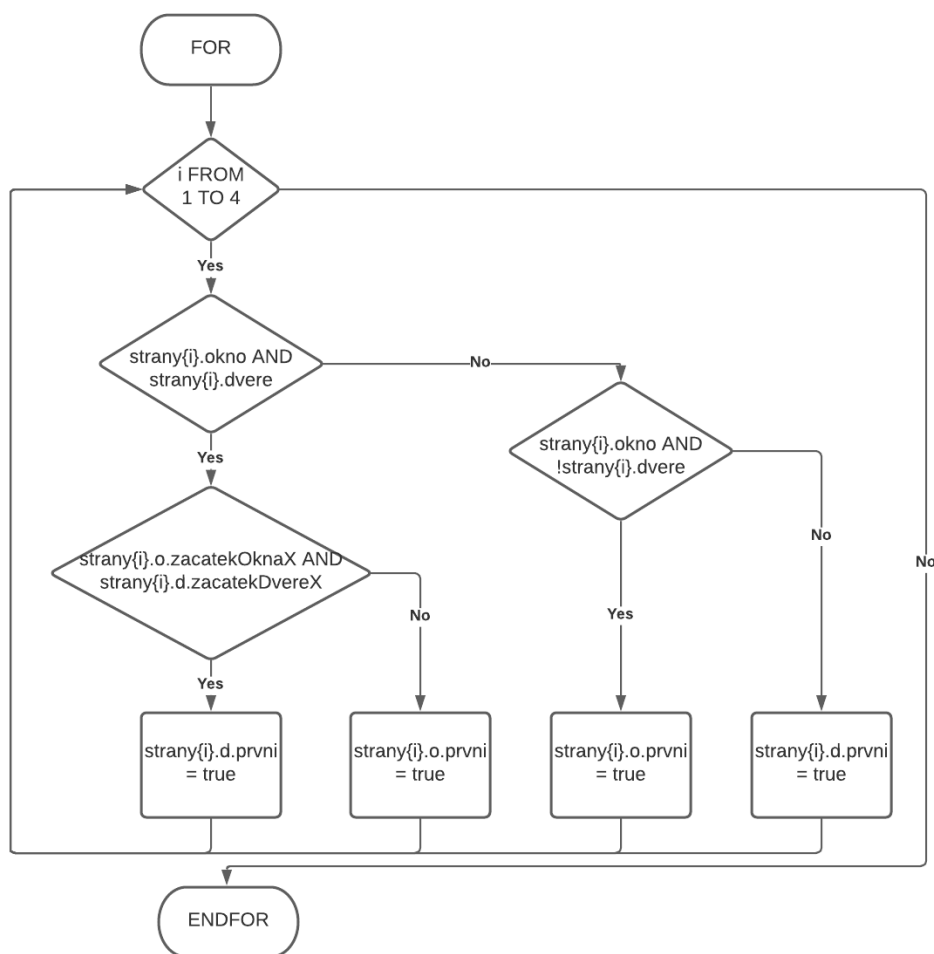 FOR
i FROM
1 TO 4
Yes
strany{i}.okno AND
strany{i}.dvere
No
strany{i}.okno AND
!strany{i}.dvere
Yes
No
strany{i}.o.zacatekOknaX AND
strany{i}.d.zacatekDvereX
No
Yes
No
Yes
strany{i}.d.prvni
= true
strany{i}.o.prvni
= true
strany{i}.o.prvni
= true
strany{i}.d.prvni
= true
ENDFOR